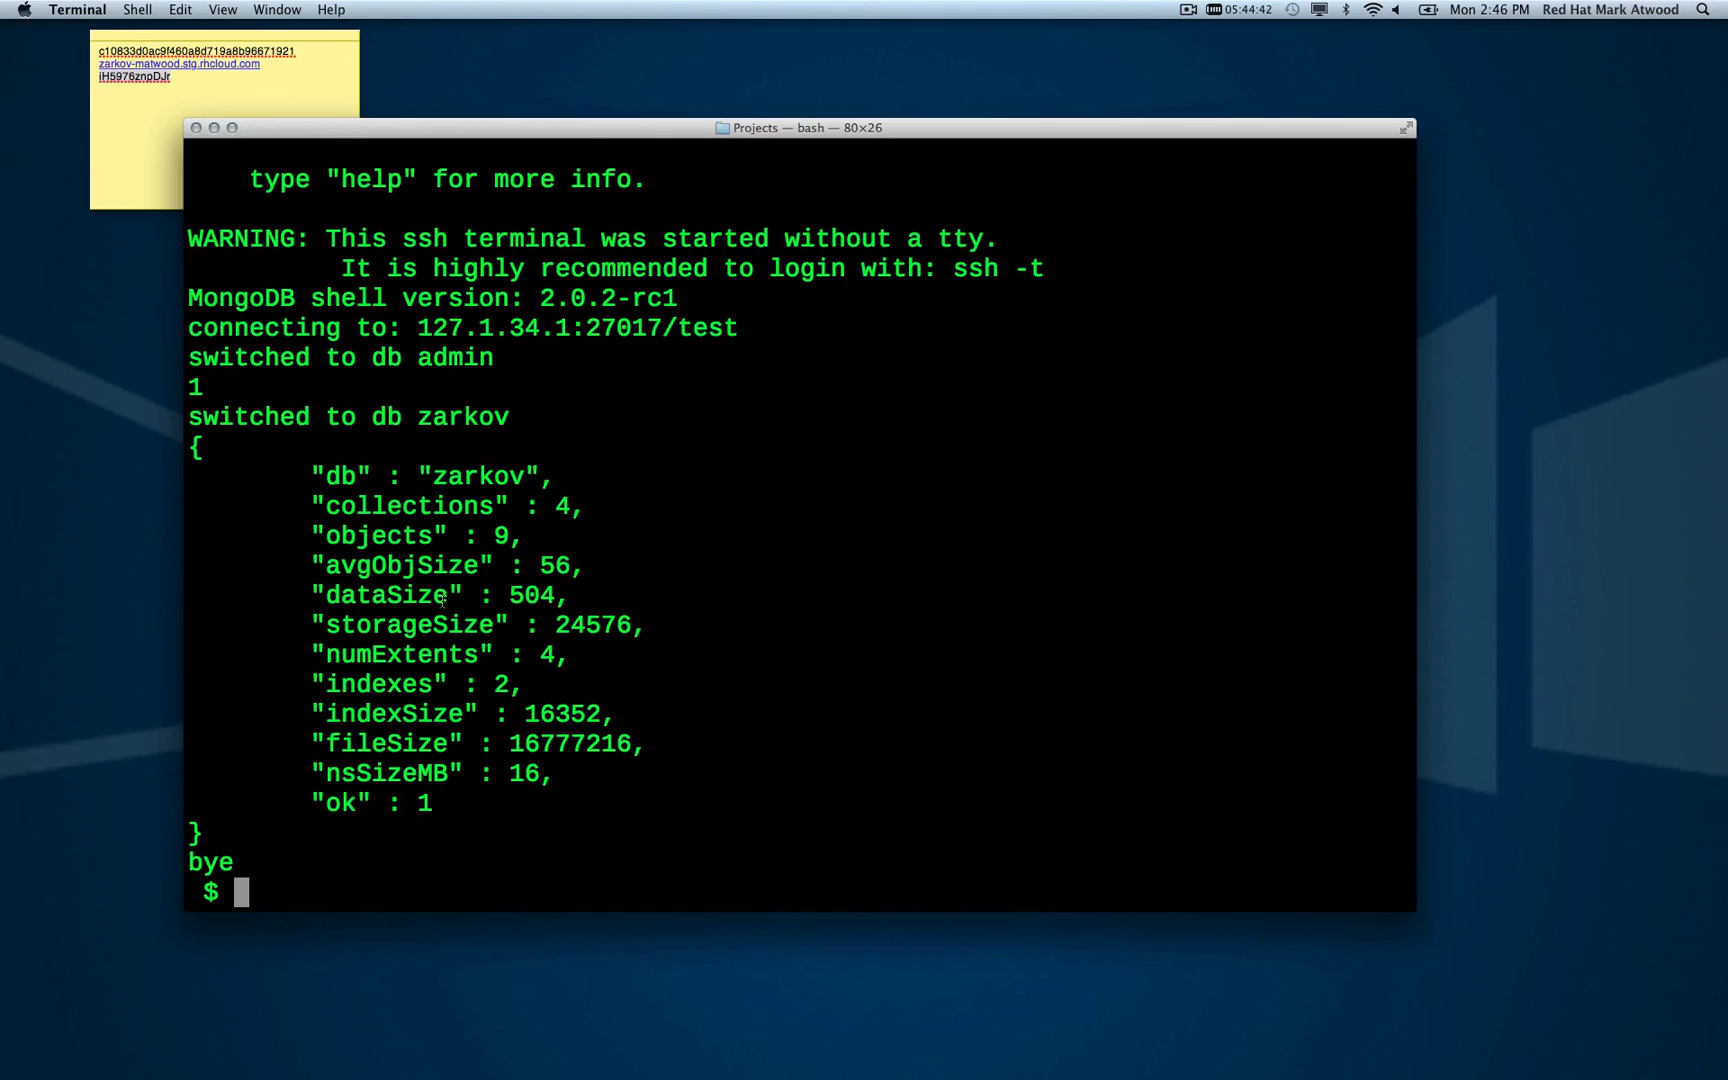 Terminal Shell Edit View Window Help 05:44:42 Mon 2:46 PM Red Hat Mark Atwood
c10833d0ac9f460a8d719a8b96671921
zarkov-matwood.stg.rhcloud.com
iH5976znpDJr
Projects — bash — 80×26
type "help" for more info.
WARNING: This ssh terminal was started without a tty.
It is highly recommended to login with: ssh -t
MongoDB shell version: 2.0.2-rc1
connecting to: 127.1.34.1:27017/test
switched to db admin
1
switched to db zarkov
{
"db" : "zarkov",
"collections" : 4,
"objects" : 9,
"avgObjSize" : 56,
"dataSize" : 504,
"storageSize" : 24576,
"numExtents" : 4,
"indexes" : 2,
"indexSize" : 16352,
"fileSize" : 16777216,
"nsSizeMB" : 16,
"ok" : 1
}
bye
$